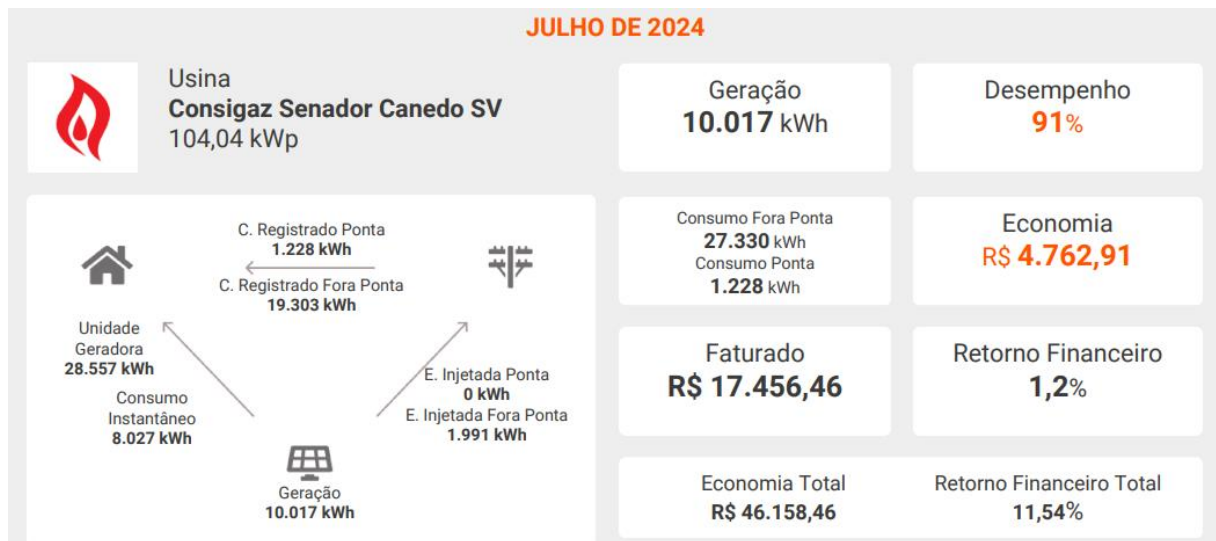 JULHO DE 2024
Usina
Consigaz Senador Canedo SV
104,04 kWp
Geração
10.017 kWh
Desempenho
91%
C. Registrado Ponta
1.228 kWh
C. Registrado Fora Ponta
19.303 kWh
Unidade
Geradora
28.557 kWh
Consumo
Instantâneo
8.027 kWh
E. Injetada Ponta
0 kWh
E. Injetada Fora Ponta
1.991 kWh
Geração
10.017 kWh
Consumo Fora Ponta
27.330 kWh
Consumo Ponta
1.228 kWh
Economia
R$ 4.762,91
Faturado
R$ 17.456,46
Retorno Financeiro
1,2%
Economia Total
R$ 46.158,46
Retorno Financeiro Total
11,54%